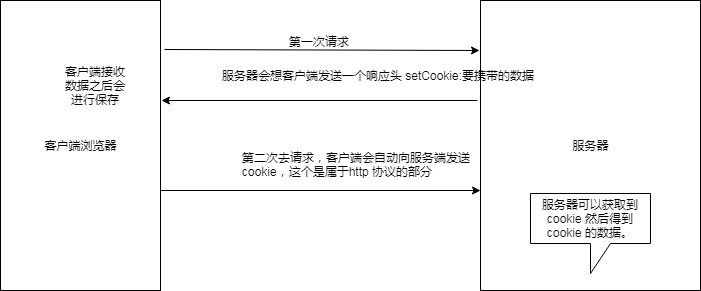 第一次请求
客户端接收
数据之后会
进行保存
服务器会想客户端发送一个响应头 setCookie:要携带的数据
客户端浏览器
服务器
第二次去请求，客户端会自动向服务端发送
cookie，这个是属于http 协议的部分
服务器可以获取到
cookie 然后得到
cookie 的数据。